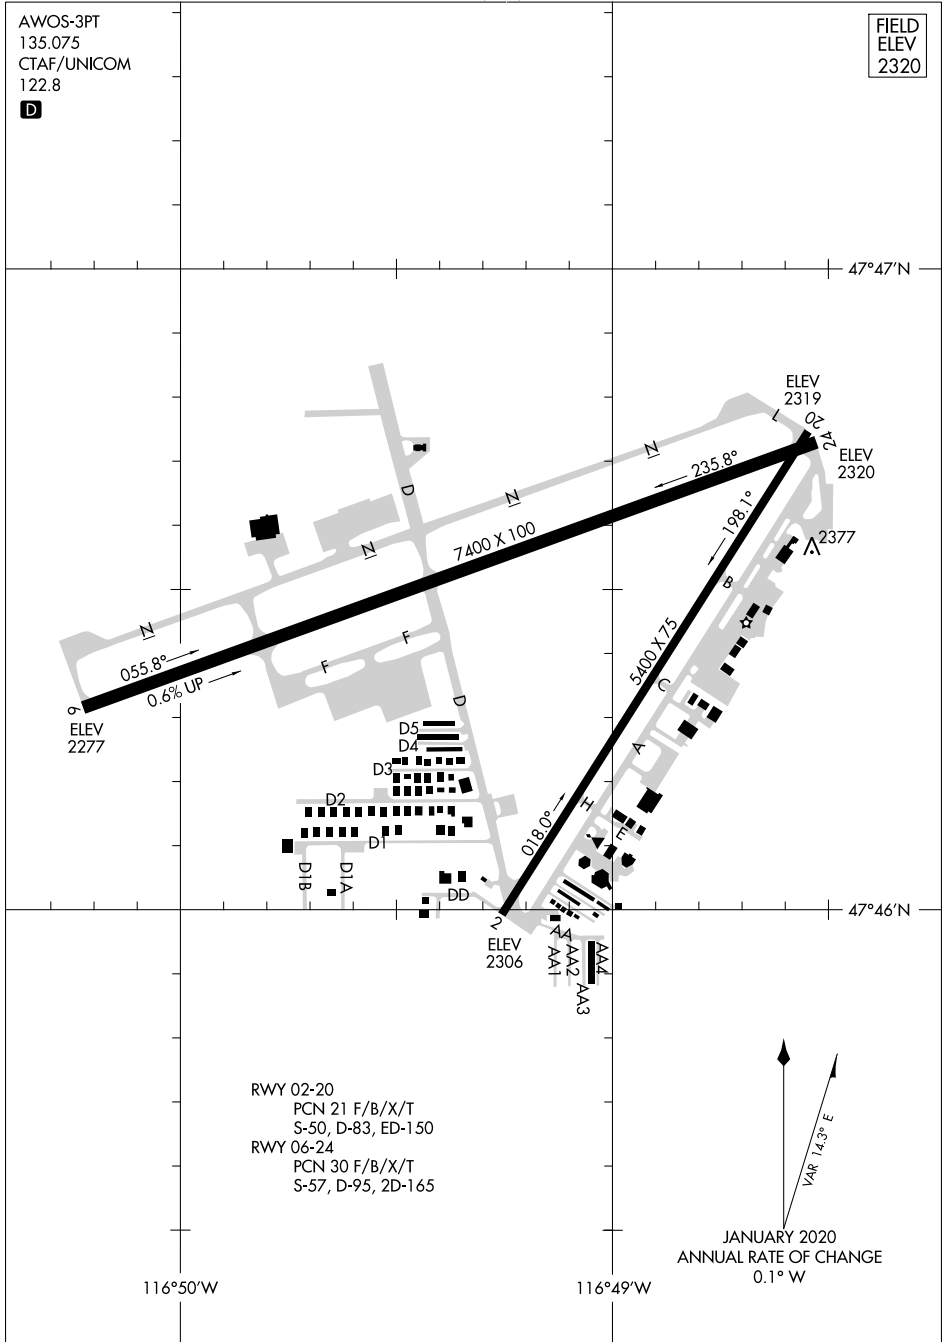 AWOS-3PT
135.075
CTAF/UNICOM
122.8
D
FIELD
ELEV
2320
47°47'N
ELEV
2319
20
24
L
ELEV
2320
N
N
235.8°
D
198.1°
7400 X 100
N
2377
B
N
F
F
055.8°
0.6% UP
5400 X 75
C
6
ELEV
2277
D
D5
D4
A
D3
D2
H
018.0°
D1
E
D1B
D1A
DD
2
ELEV
2306
47°46'N
AA
AA1
AA2
AA3
AA4
RWY 02-20
PCN 21 F/B/X/T
S-50, D-83, ED-150
RWY 06-24
PCN 30 F/B/X/T
S-57, D-95, 2D-165
VAR 14.3° E
JANUARY 2020
ANNUAL RATE OF CHANGE
0.1° W
116°50'W
116°49'W